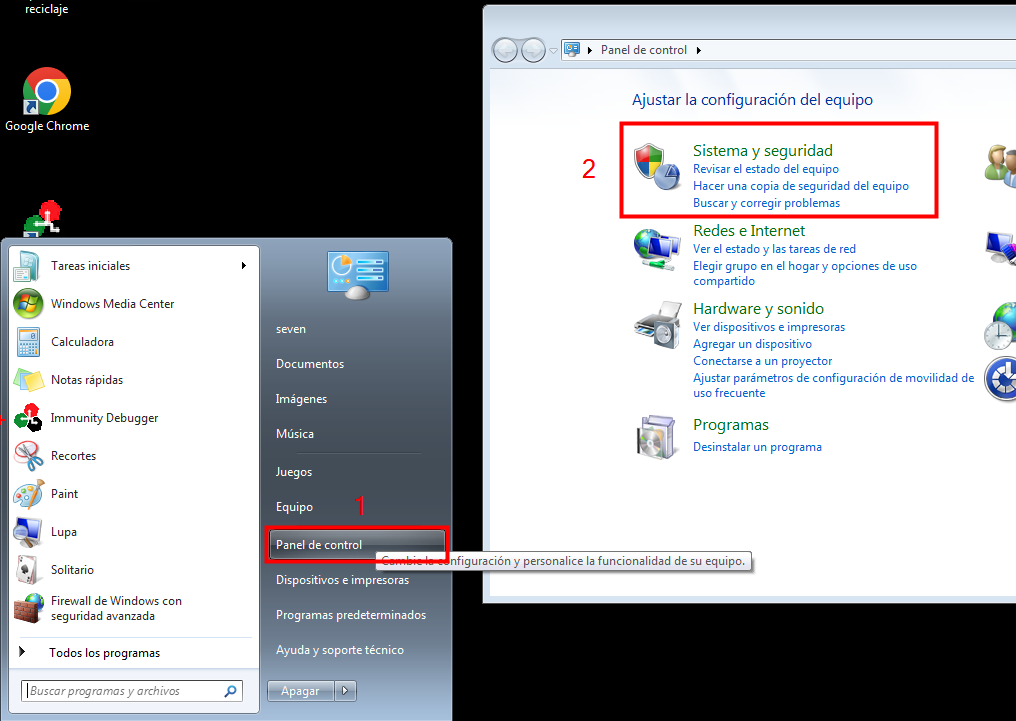 reciclaje
Google Chrome
Tareas iniciales
Windows Media Center
Calculadora
Notas rápidas
Immunity Debugger
Recortes
Paint
Lupa
Solitario
Firewall de Windows con
seguridad avanzada
Todos los programas
Buscar programas y archivos
seven
Documentos
Imágenes
Música
Juegos
Equipo
1
Panel de control
Cambie la configuración y personalice la funcionalidad de su equipo.
Dispositivos e impresoras
Programas predeterminados
Ayuda y soporte técnico
Apagar
Panel de control
Ajustar la configuración del equipo
2
Sistema y seguridad
Revisar el estado del equipo
Hacer una copia de seguridad del equipo
Buscar y corregir problemas
Redes e Internet
Ver el estado y las tareas de red
Elegir grupo en el hogar y opciones de uso
compartido
Hardware y sonido
Ver dispositivos e impresoras
Agregar un dispositivo
Conectarse a un proyector
Ajustar parámetros de configuración de movilidad de
uso frecuente
Programas
Desinstalar un programa